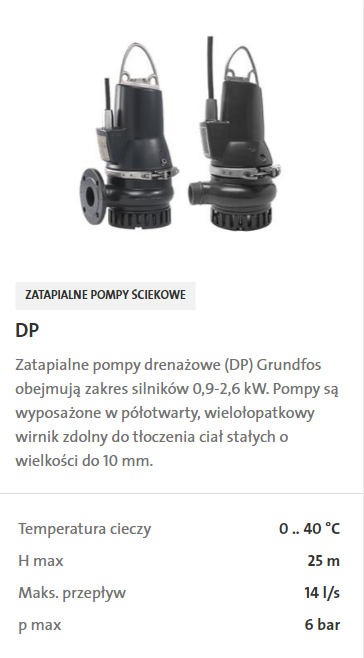 ZATAPIALNE POMPY SCIEKOWE
DP
Zatapialne pompy drenażowe (DP) Grundfos
obejmują zakres silników 0,9-2,6 kW. Pompy są
wyposażone w półotwarty, wielołopatkowy
wirnik zdolny do tłoczenia ciał stałych o
wielkości do 10 mm.
Temperatura cieczy 0 .. 40 °C
H max 25 m
Maks. przepływ 14 l/s
p max 6 bar